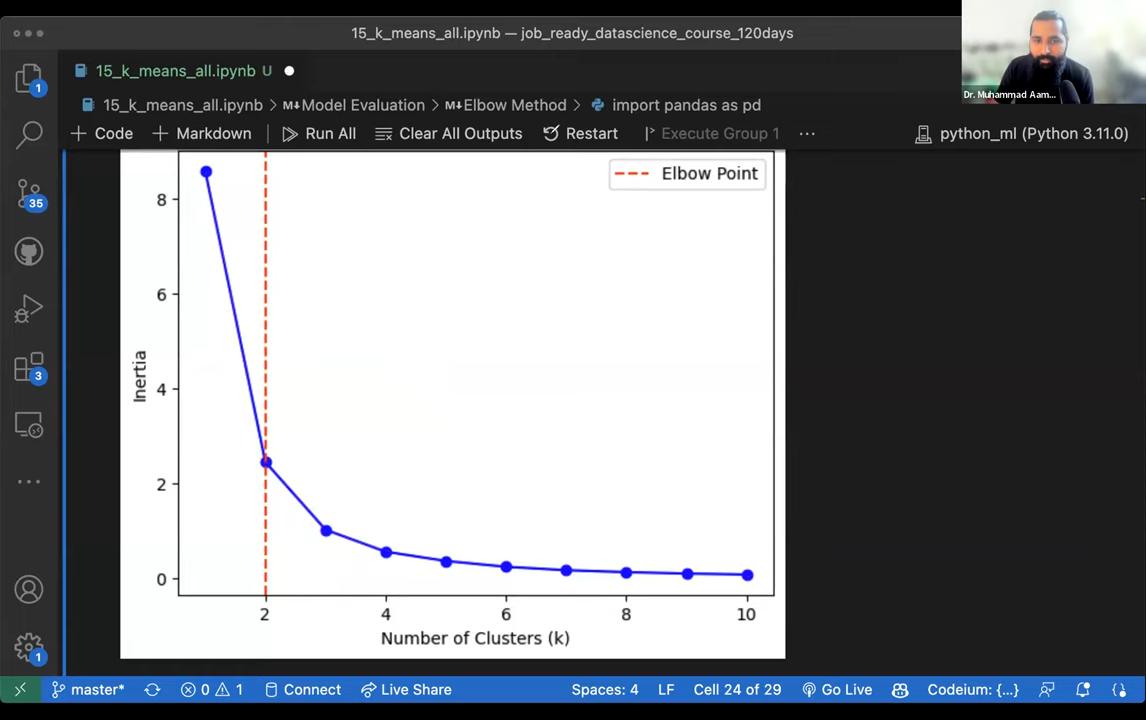 15_k_means_all.ipynb — job_ready_datascience_course_120days
Dr. Muhammad Aam...
15_k_means_all.ipynb U
15_k_means_all.ipynb > M↓Model Evaluation > M↓Elbow Method > import pandas as pd
+ Code + Markdown Run All Clear All Outputs Restart Execute Group 1 ... python_ml (Python 3.11.0)
1
35
3
1
Elbow Point
8
6
4
2
0
Inertia
2 4 6 8 10
Number of Clusters (k)
master* 0 1 Connect Live Share Spaces: 4 LF Cell 24 of 29 Go Live Codeium: {...}